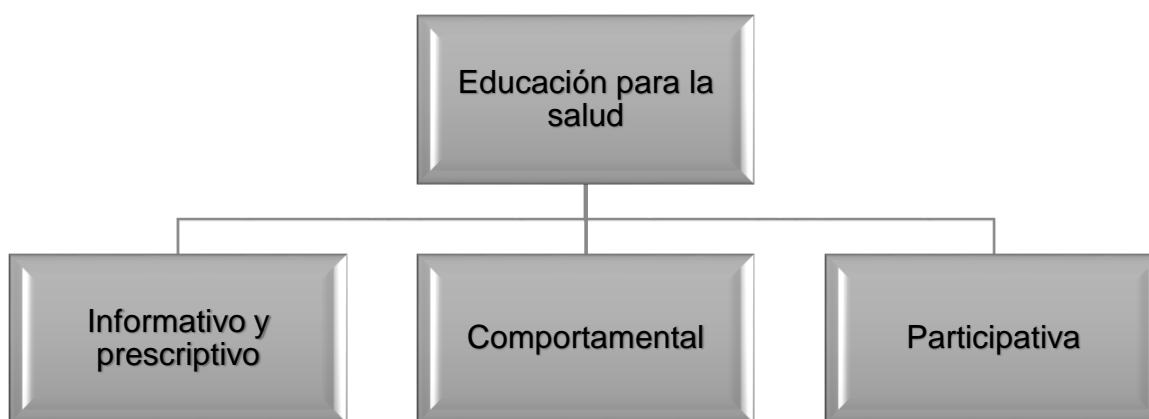 Educación para la
salud
Informativo y
prescriptivo
Comportamental
Participativa